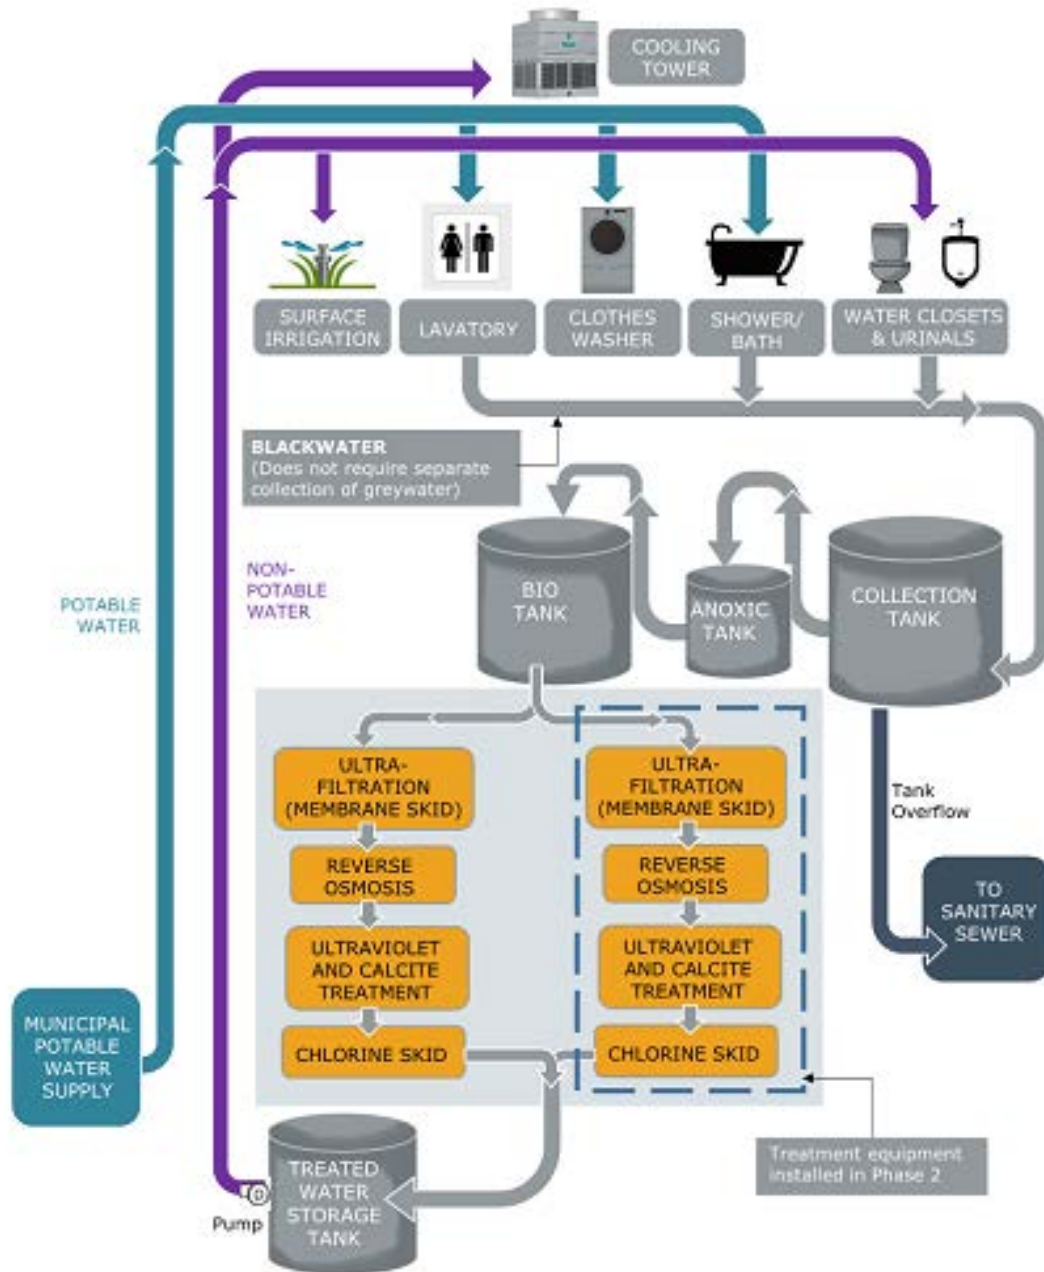 COOLING
TOWER
SURFACE
IRRIGATION
LAVATORY
CLOTHES
WASHER
SHOWER/
BATH
WATER CLOSETS
& URINALS
BLACKWATER
(Does not require separate
collection of greywater)
POTABLE
WATER
NON-
POTABLE
WATER
BIO
TANK
ANOXIC
TANK
COLLECTION
TANK
ULTRA-
FILTRATION
(MEMBRANE SKID)
REVERSE
OSMOSIS
ULTRAVIOLET
AND CALCITE
TREATMENT
CHLORINE SKID
ULTRA-
FILTRATION
(MEMBRANE SKID)
REVERSE
OSMOSIS
ULTRAVIOLET
AND CALCITE
TREATMENT
CHLORINE SKID
Tank
Overflow
TO
SANITARY
SEWER
MUNICIPAL
POTABLE
WATER
SUPPLY
TREATED
WATER
STORAGE
TANK
Pump
Treatment equipment
installed in Phase 2